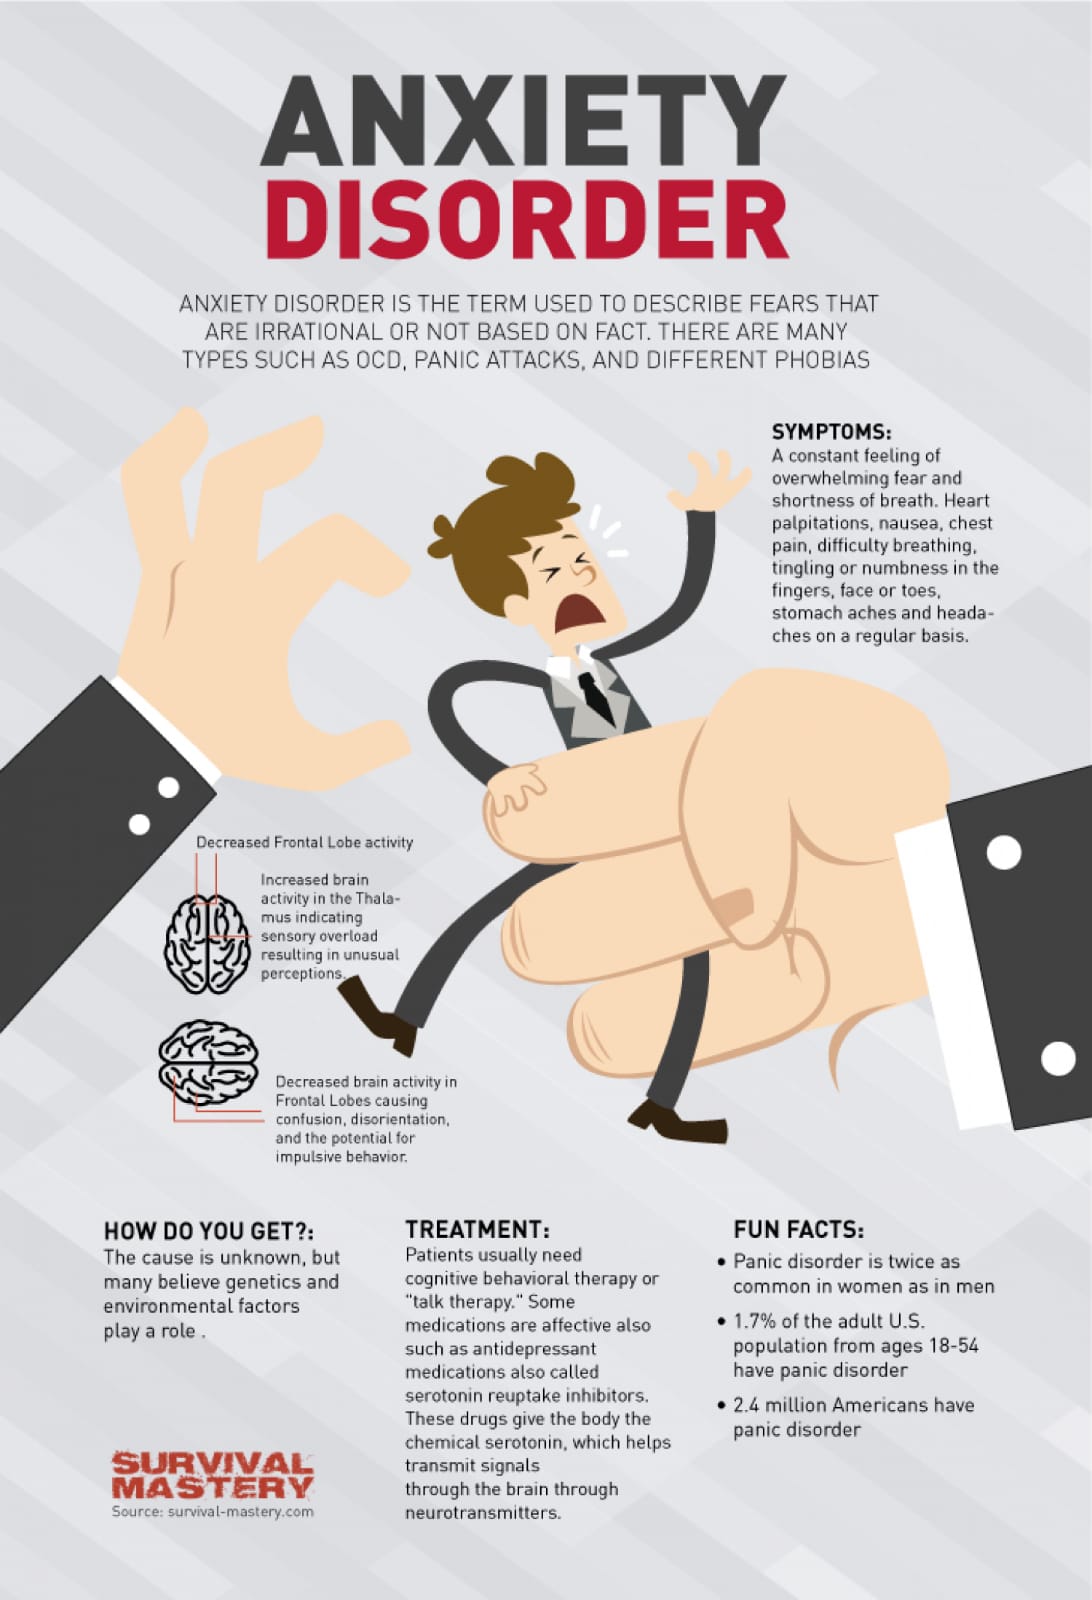 ANXIETY
DISORDER
ANXIETY DISORDER IS THE TERM USED TO DESCRIBE FEARS THAT
ARE IRRATIONAL OR NOT BASED ON FACT. THERE ARE MANY
TYPES SUCH AS OCD, PANIC ATTACKS, AND DIFFERENT PHOBIAS
SYMPTOMS:
A constant feeling of
overwhelming fear and
shortness of breath. Heart
palpitations, nausea, chest
pain, difficulty breathing,
tingling or numbness in the
fingers, face or toes,
stomach aches and heada-
ches on a regular basis.
Decreased Frontal Lobe activity
Increased brain
activity in the Thala-
mus indicating
sensory overload
resulting in unusual
perceptions.
Decreased brain activity in
Frontal Lobes causing
confusion, disorientation,
and the potential for
impulsive behavior.
HOW DO YOU GET?:
The cause is unknown, but
many believe genetics and
environmental factors
play a role .
TREATMENT:
Patients usually need
cognitive behavioral therapy or
"talk therapy." Some
medications are affective also
such as antidepressant
medications also called
serotonin reuptake inhibitors.
These drugs give the body the
chemical serotonin, which helps
transmit signals
through the brain through
neurotransmitters.
FUN FACTS:
• Panic disorder is twice as
common in women as in men
• 1.7% of the adult U.S.
population from ages 18-54
have panic disorder
• 2.4 million Americans have
panic disorder
SURVIVAL
MASTERY
Source: survival-mastery.com